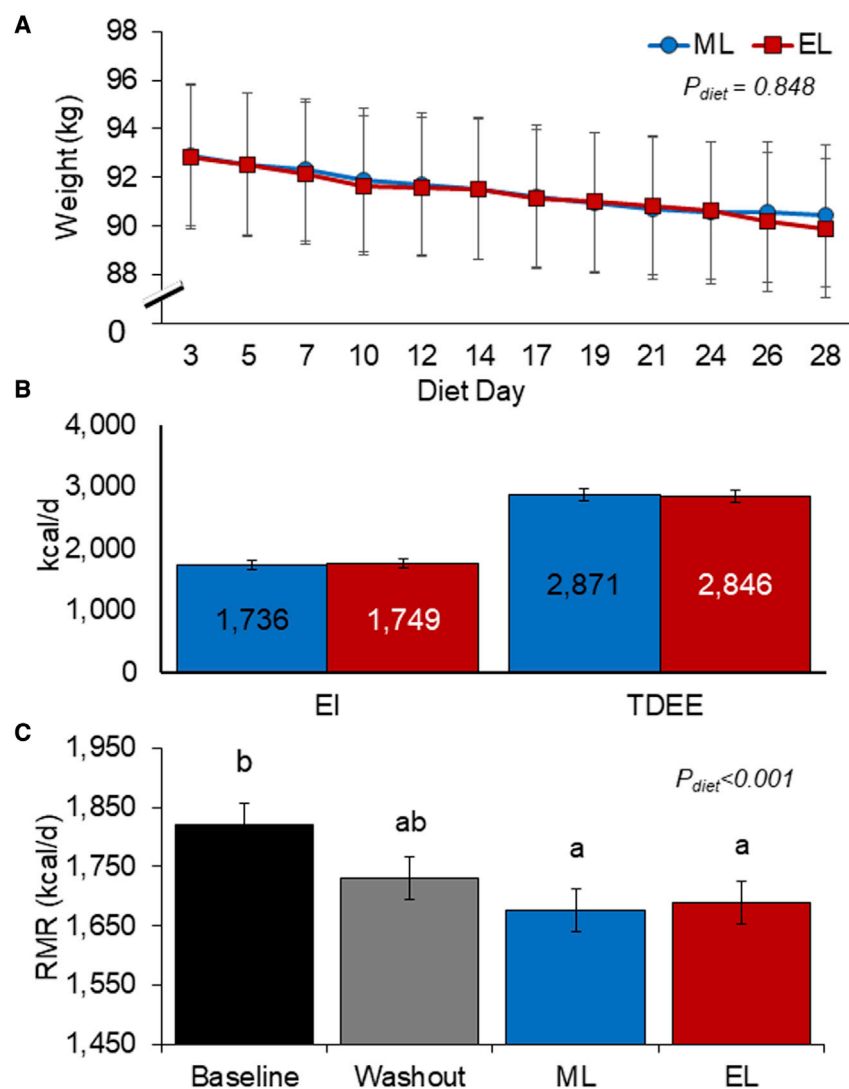 A
98
ML EL
96
P_diet = 0.848
94
92
90
88
0
Weight (kg)
3 5 7 10 12 14 17 19 21 24 26 28
Diet Day
B
4,000
3,000
2,000
1,000
0
kcal/d
1,736 1,749 2,871 2,846
EI TDEE
C
1,950
1,850
1,750
1,650
1,550
1,450
RMR (kcal/d)
P_diet<0.001
b ab a a
Baseline Washout ML EL